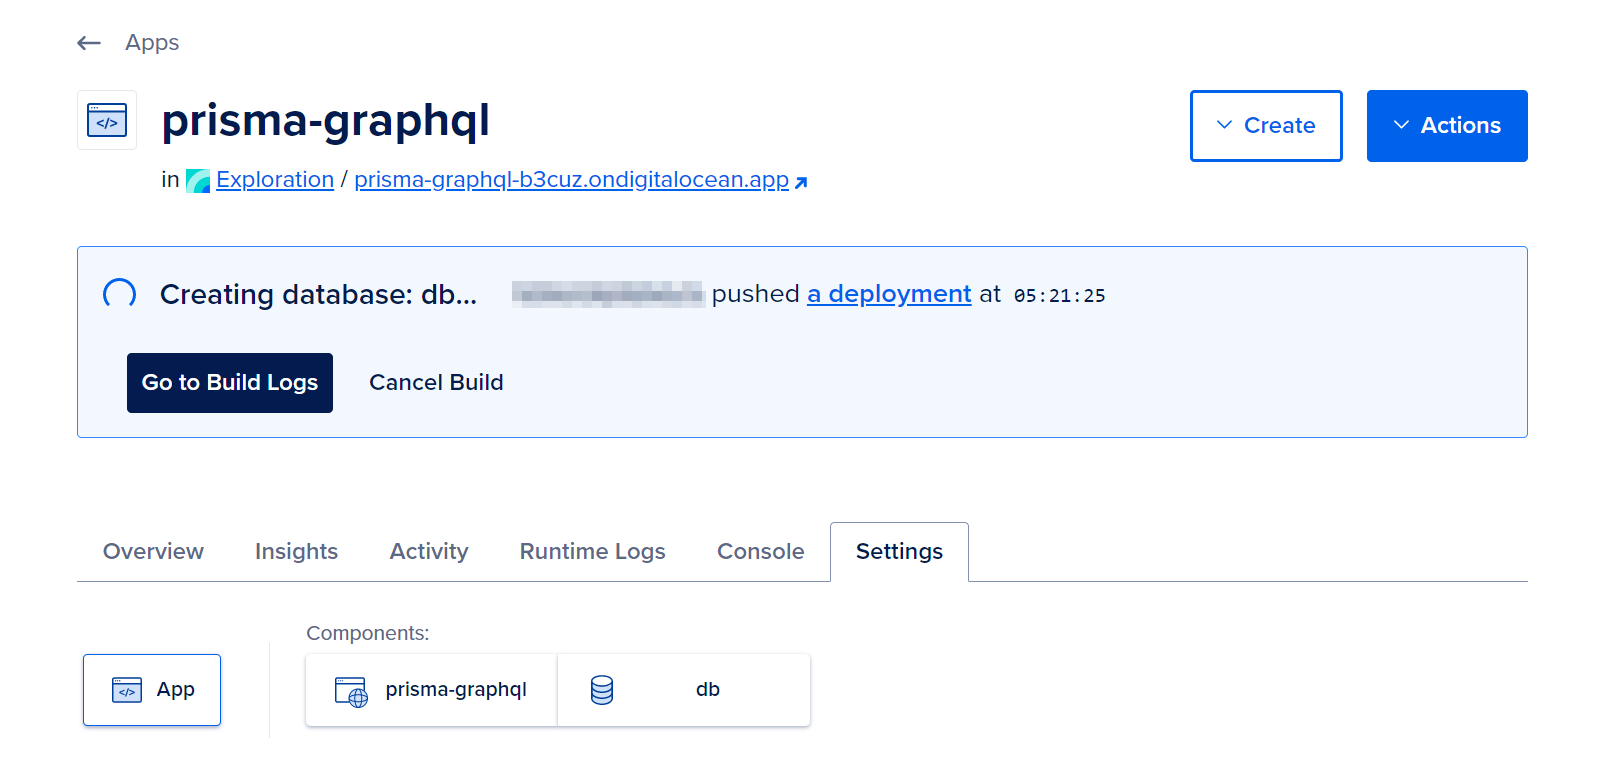 Apps
prisma-graphql
Create
Actions
in Exploration / prisma-graphql-b3cuz.ondigitalocean.app
Creating database: db... pushed a deployment at 05:21:25
Go to Build Logs
Cancel Build
Overview Insights Activity Runtime Logs Console Settings
Components:
App
prisma-graphql
db